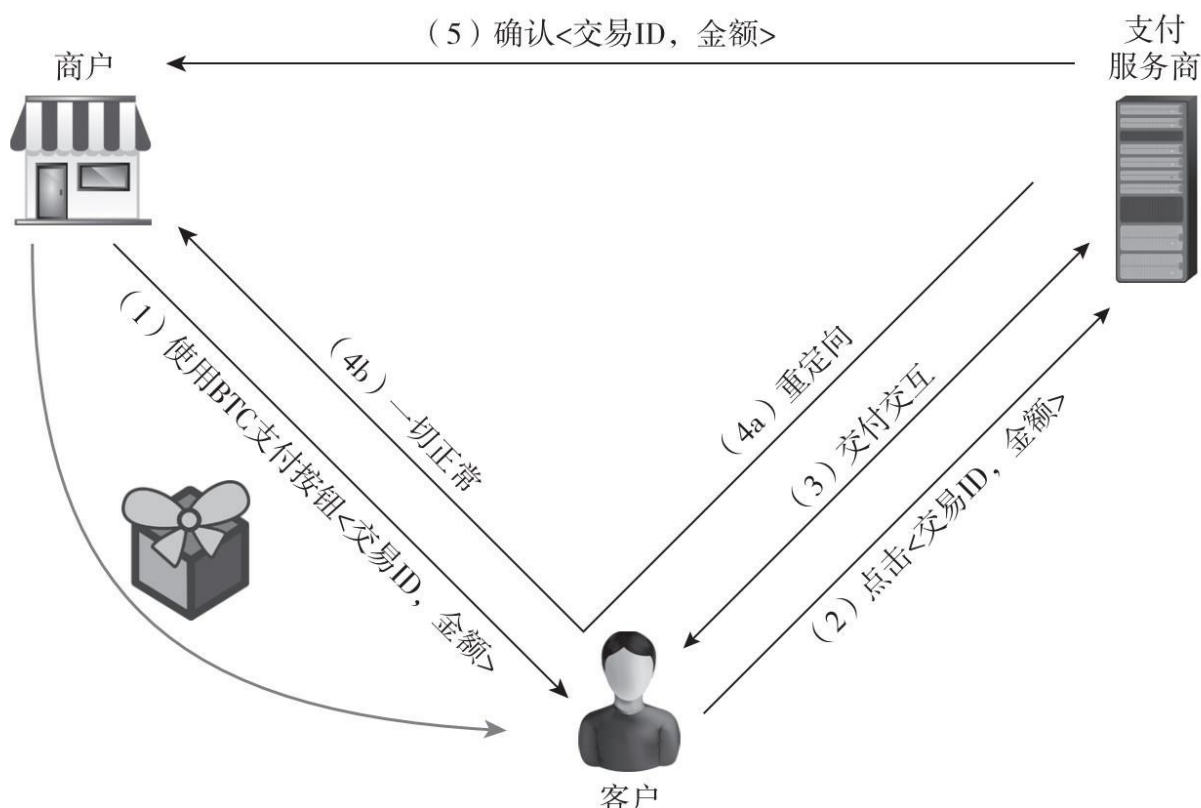 （5）确认<交易ID，金额>
支付
服务商
商户
（1）使用BTC支付按钮<交易ID，金额>
（4b）一切正常
（4a）重定向
（3）交付交互
（2）点击<交易ID，金额>
客户